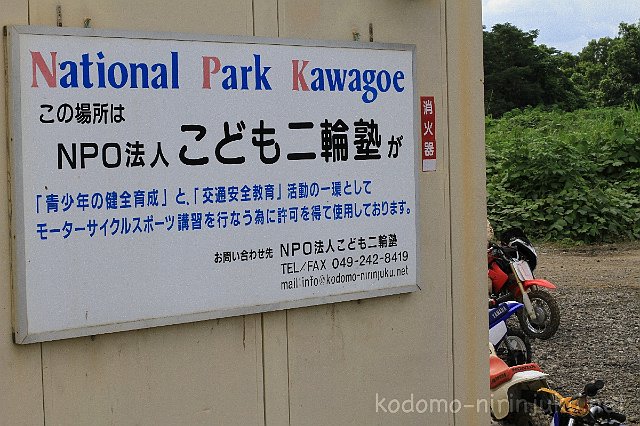 National Park Kawagoe
この場所は
NPO法人 こども二輪塾が
「青少年の健全育成」と、「交通安全教育」活動の一環として
モーターサイクルスポーツ講習を行なう為に許可を得て使用しております。
お問い合わせ先 NPO法人こども二輪塾
TEL/FAX 049-242-8419
mail:info@kodomo-nirinjuku.net
消火器
YAMAHA
kodomo-nirinjuku.net